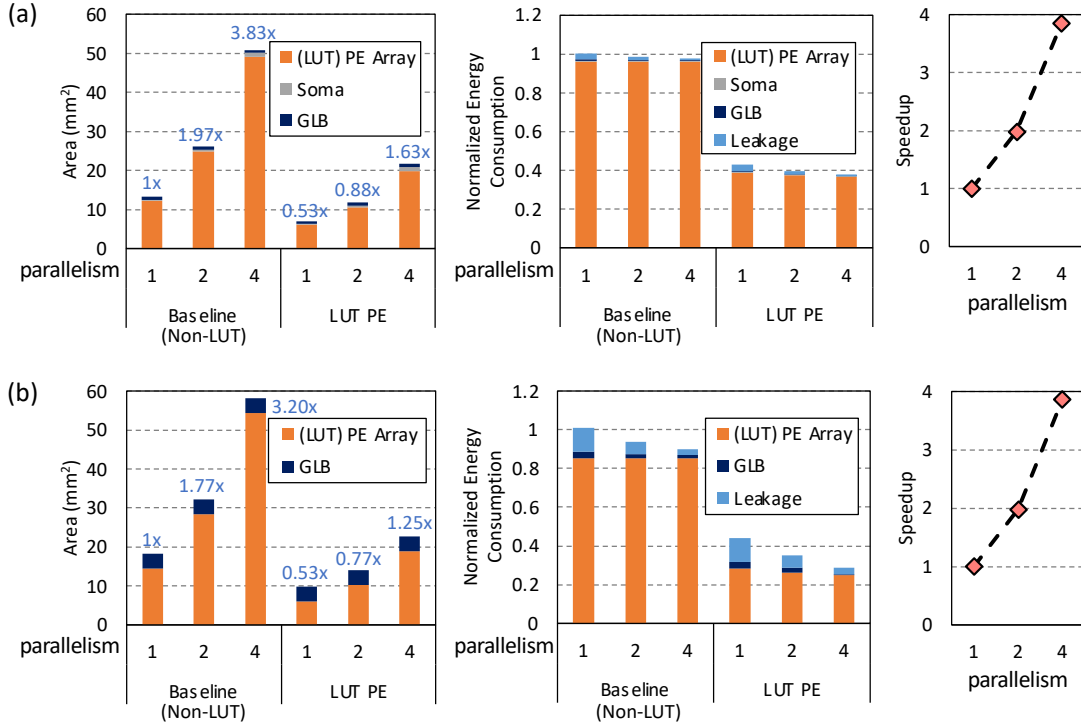 (a)
Area (mm²)
60
50
40
30
20
10
0
3.83x
1.97x
1x
1.63x
0.88x
0.53x
(LUT) PE Array
Soma
GLB
parallelism
1 2 4 1 2 4
Baseline
(Non-LUT)
LUT PE
Normalized Energy
Consumption
1.2
1
0.8
0.6
0.4
0.2
0
(LUT) PE Array
Soma
GLB
Leakage
parallelism
1 2 4 1 2 4
Baseline
(Non-LUT)
LUT PE
Speedup
4
3
2
1
0
1 2 4
parallelism
(b)
Area (mm²)
60
50
40
30
20
10
0
3.20x
1.77x
1x
1.25x
0.77x
0.53x
(LUT) PE Array
GLB
parallelism
1 2 4 1 2 4
Baseline
(Non-LUT)
LUT PE
Normalized Energy
Consumption
1.2
1
0.8
0.6
0.4
0.2
0
(LUT) PE Array
GLB
Leakage
parallelism
1 2 4 1 2 4
Baseline
(Non-LUT)
LUT PE
Speedup
4
3
2
1
0
1 2 4
parallelism